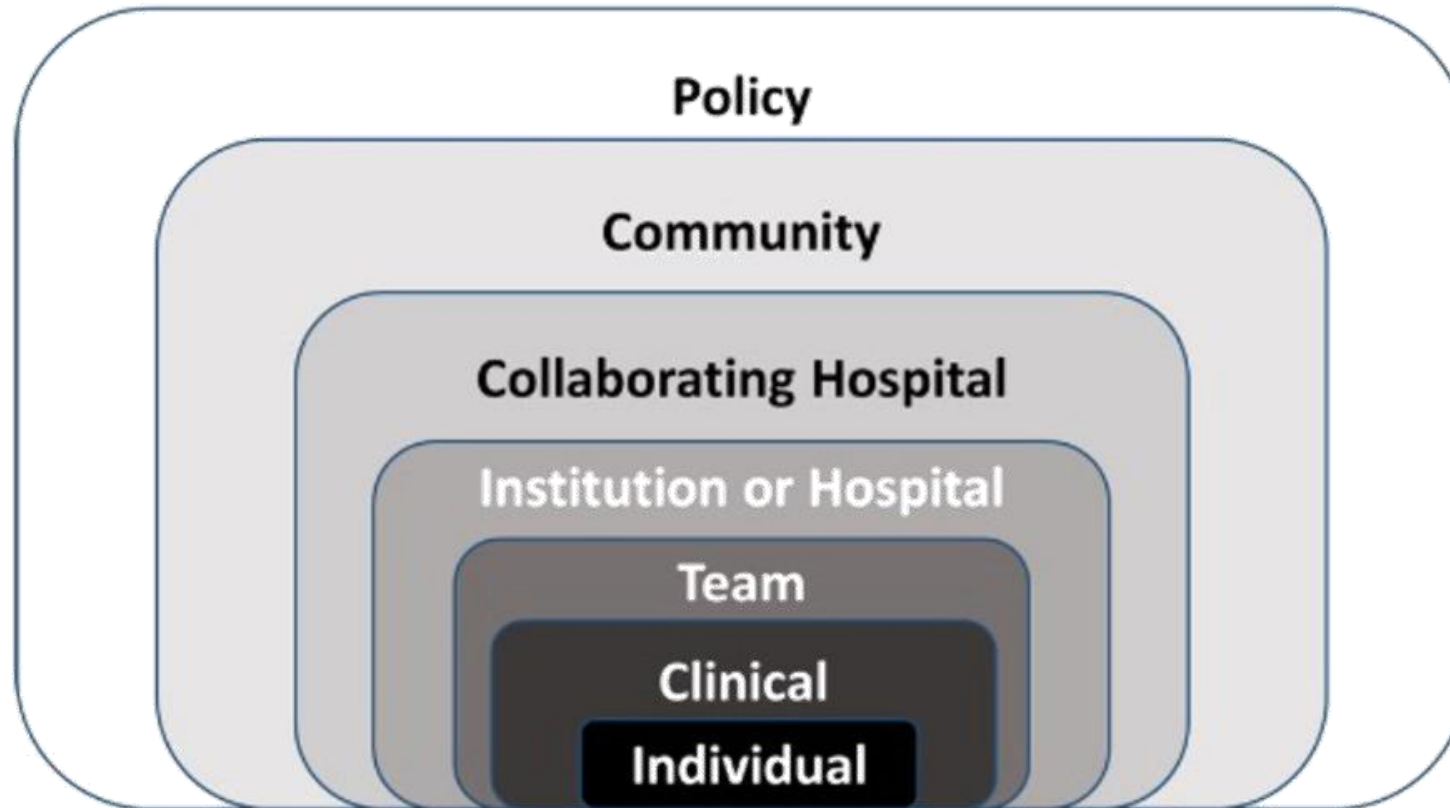 Policy
Community
Collaborating Hospital
Institution or Hospital
Team
Clinical
Individual